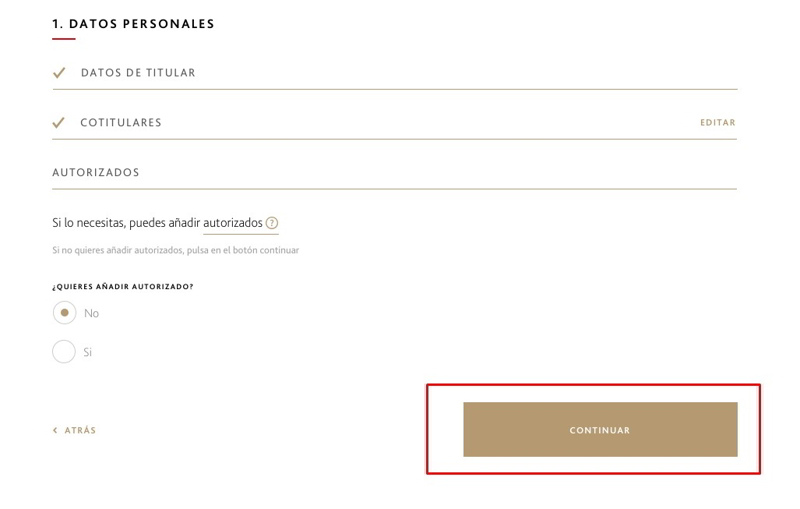 1. DATOS PERSONALES
DATOS DE TITULAR
COTITULARES EDITAR
AUTORIZADOS
Si lo necesitas, puedes añadir autorizados ?
Si no quieres añadir autorizados, pulsa en el botón continuar
¿QUIERES AÑADIR AUTORIZADO?
No
Si
< ATRÁS CONTINUAR